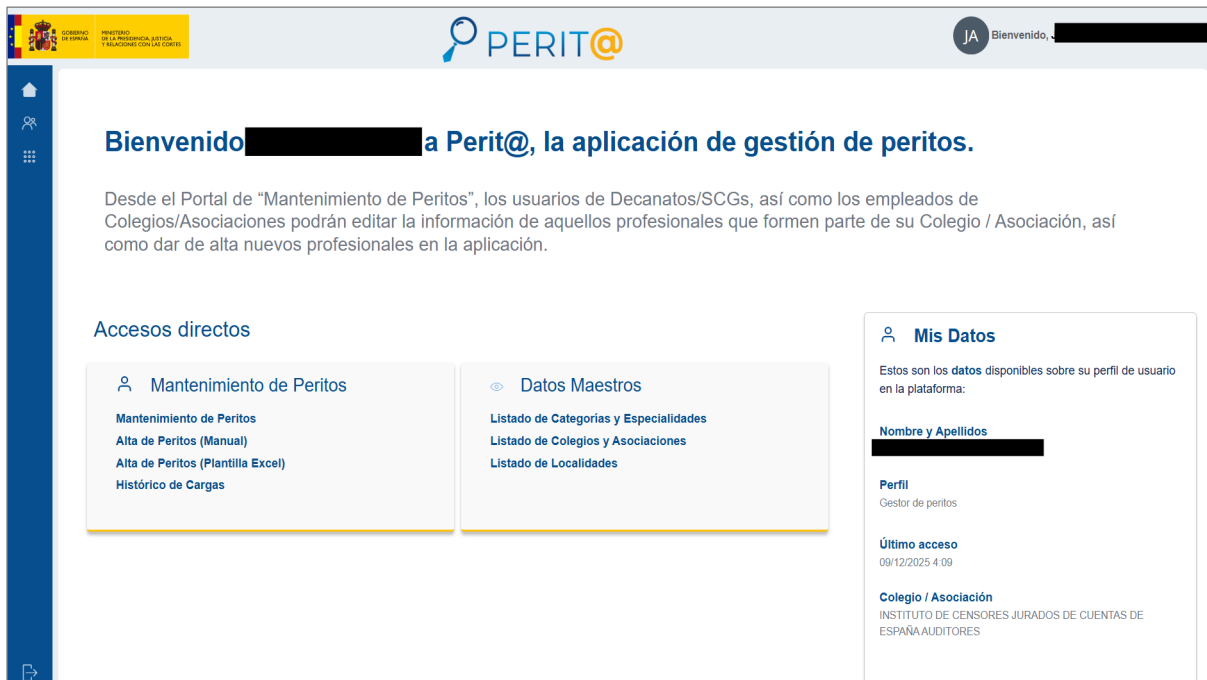 GOBIERNO
DE ESPAÑA
MINISTERIO
DE LA PRESIDENCIA, JUSTICIA
Y RELACIONES CON LAS CORTES
PERIT@
JA
Bienvenido,
Bienvenido a Perit@, la aplicación de gestión de peritos.
Desde el Portal de “Mantenimiento de Peritos”, los usuarios de Decanatos/SCGs, así como los empleados de
Colegios/Asociaciones podrán editar la información de aquellos profesionales que formen parte de su Colegio / Asociación, así
como dar de alta nuevos profesionales en la aplicación.
Accesos directos
Mantenimiento de Peritos
Mantenimiento de Peritos
Alta de Peritos (Manual)
Alta de Peritos (Plantilla Excel)
Histórico de Cargas
Datos Maestros
Listado de Categorías y Especialidades
Listado de Colegios y Asociaciones
Listado de Localidades
Mis Datos
Estos son los datos disponibles sobre su perfil de usuario
en la plataforma:
Nombre y Apellidos
Perfil
Gestor de peritos
Último acceso
09/12/2025 4:09
Colegio / Asociación
INSTITUTO DE CENSORES JURADOS DE CUENTAS DE
ESPAÑA AUDITORES